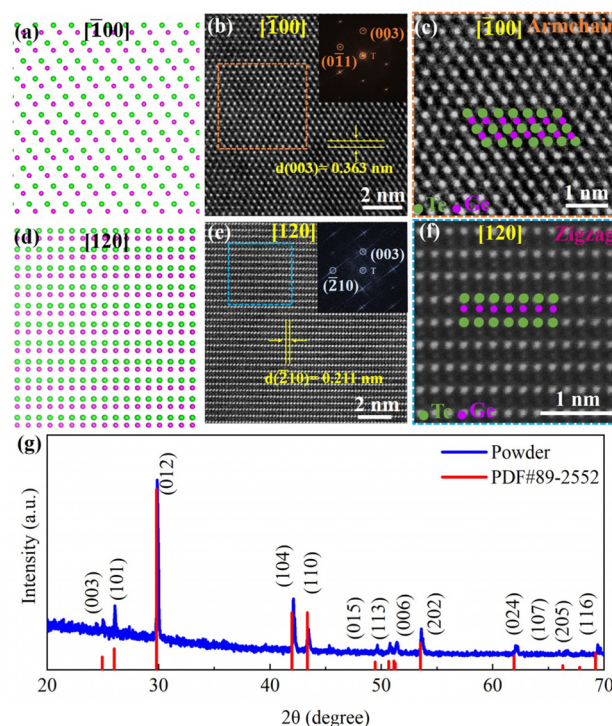 (a) [1̄00]
(b) [1̄00]
(003)
(01̄1)
T
d(003)= 0.363 nm
2 nm
(c) [1̄00] Armchair
Te Ge
1 nm
(d) [120]
(e) [120]
(003)
T
(2̄10)
d(2̄10)= 0.211 nm
2 nm
(f) [120] Zigzag
Te Ge
1 nm
(g)
Powder
PDF#89-2552
(003)
(101)
(012)
(104)
(110)
(015)
(113)
(006)
(202)
(024)
(107)
(205)
(116)
Intensity (a.u.)
20 30 40 50 60 70
2θ (degree)